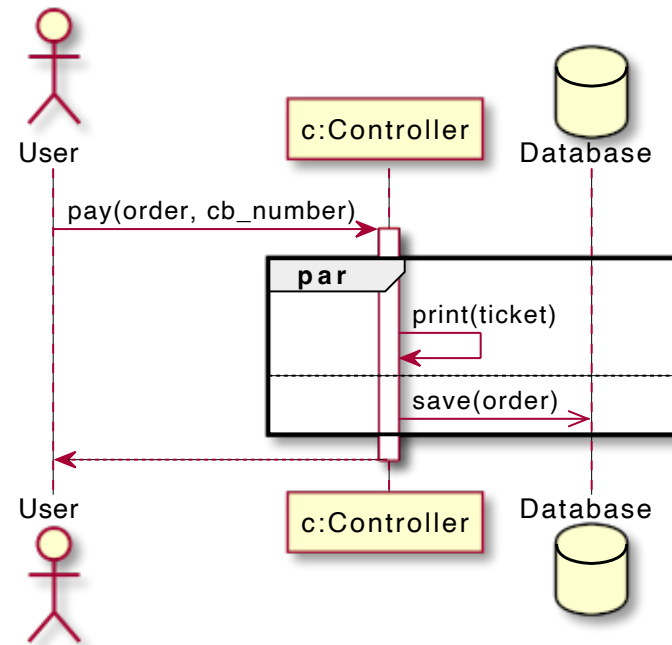 User
c:Controller
Database
pay(order, cb_number)
par
print(ticket)
save(order)
User
c:Controller
Database